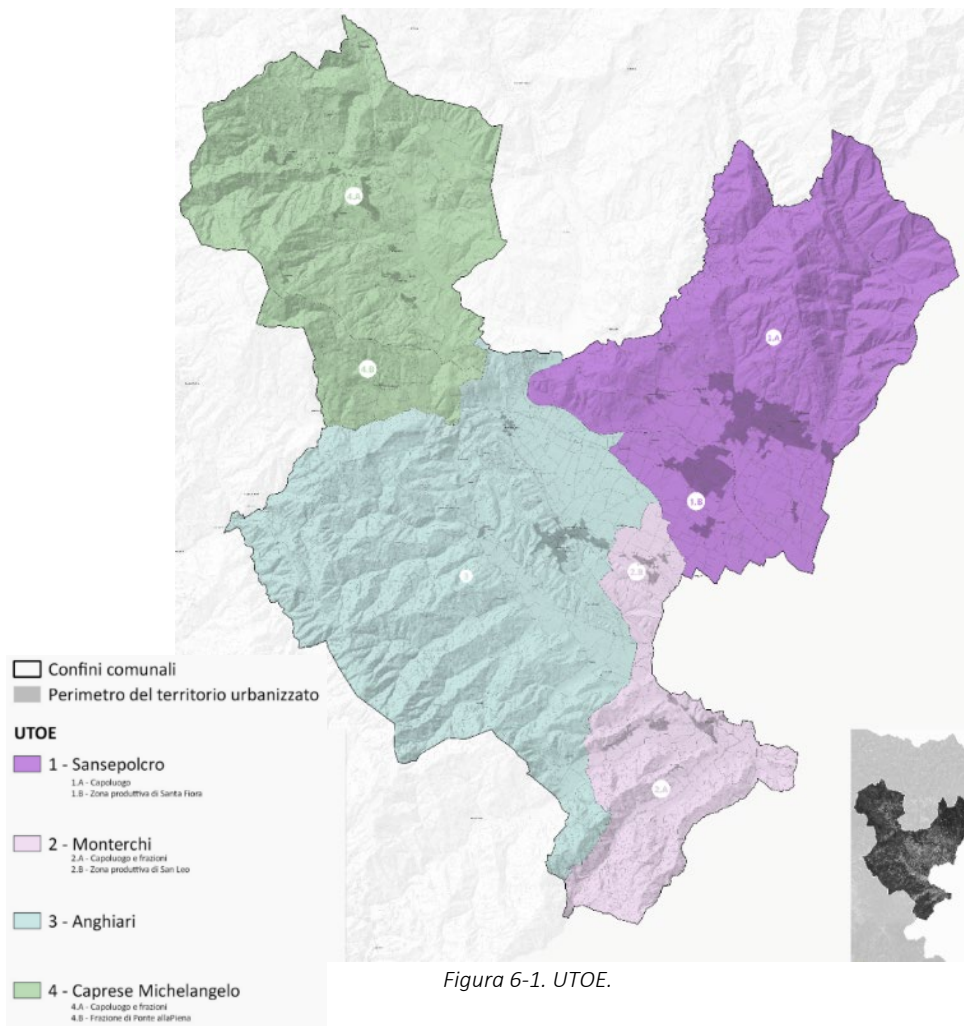 4.A
1.A
4.B
1.B
2.B
3
2.A
Confini comunali
Perimetro del territorio urbanizzato
UTOE
1 - Sansepolcro
1.A - Capoluogo
1.B - Zona produttiva di Santa Fiora
2 - Monterchi
2.A - Capoluogo e frazioni
2.B - Zona produttiva di San Leo
3 - Anghiari
4 - Caprese Michelangelo
4.A - Capoluogo e frazioni
4.B - Frazione di Ponte allaPiena
Figura 6-1. UTOE.